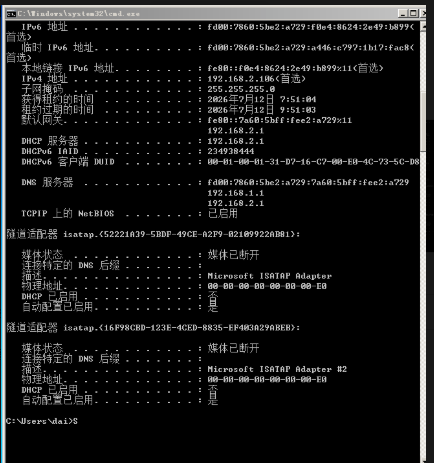 C:\Windows\system32\cmd.exe
IPv6 地址 . . . . . . . . . . . . : fd00:7860:5be2:a729:f0e4:8624:2e49:b899<
首选>
临时 IPv6 地址. . . . . . . . . . : fd00:7860:5be2:a729:a446:c797:1b17:fac8<
首选>
本地链接 IPv6 地址. . . . . . . . : fe80::f0e4:8624:2e49:b899%11(首选)
IPv4 地址 . . . . . . . . . . . . : 192.168.2.106(首选)
子网掩码 . . . . . . . . . . . . : 255.255.255.0
获得租约的时间 . . . . . . . . . : 2026年7月12日 7:51:04
租约过期的时间 . . . . . . . . . : 2026年7月12日 9:51:03
默认网关. . . . . . . . . . . . . : fe80::7a60:5bff:fee2:a729%11
192.168.2.1
DHCP 服务器 . . . . . . . . . . . : 192.168.2.1
DHCPv6 IAID . . . . . . . . . . . : 234938444
DHCPv6 客户端 DUID . . . . . . . : 00-01-00-01-31-D7-16-C7-00-E0-4C-73-5C-D8
DNS 服务器 . . . . . . . . . . . : fd00:7860:5be2:a729:7a60:5bff:fee2:a729
192.168.1.1
192.168.2.1
TCPIP 上的 NetBIOS . . . . . . . : 已启用
隧道适配器 isatap.{52221A39-5BDF-49CE-A2F9-02109922AB01}:
媒体状态 . . . . . . . . . . . . : 媒体已断开
连接特定的 DNS 后缀 . . . . . . . :
描述. . . . . . . . . . . . . . . : Microsoft ISATAP Adapter
物理地址. . . . . . . . . . . . . : 00-00-00-00-00-00-00-E0
DHCP 已启用 . . . . . . . . . . . : 否
自动配置已启用. . . . . . . . . . : 是
隧道适配器 isatap.{16F98CBD-123E-4CED-8835-EF403A29ABEB}:
媒体状态 . . . . . . . . . . . . : 媒体已断开
连接特定的 DNS 后缀 . . . . . . . :
描述. . . . . . . . . . . . . . . : Microsoft ISATAP Adapter #2
物理地址. . . . . . . . . . . . . : 00-00-00-00-00-00-00-E0
DHCP 已启用 . . . . . . . . . . . : 否
自动配置已启用. . . . . . . . . . : 是
C:\Users\dai>S